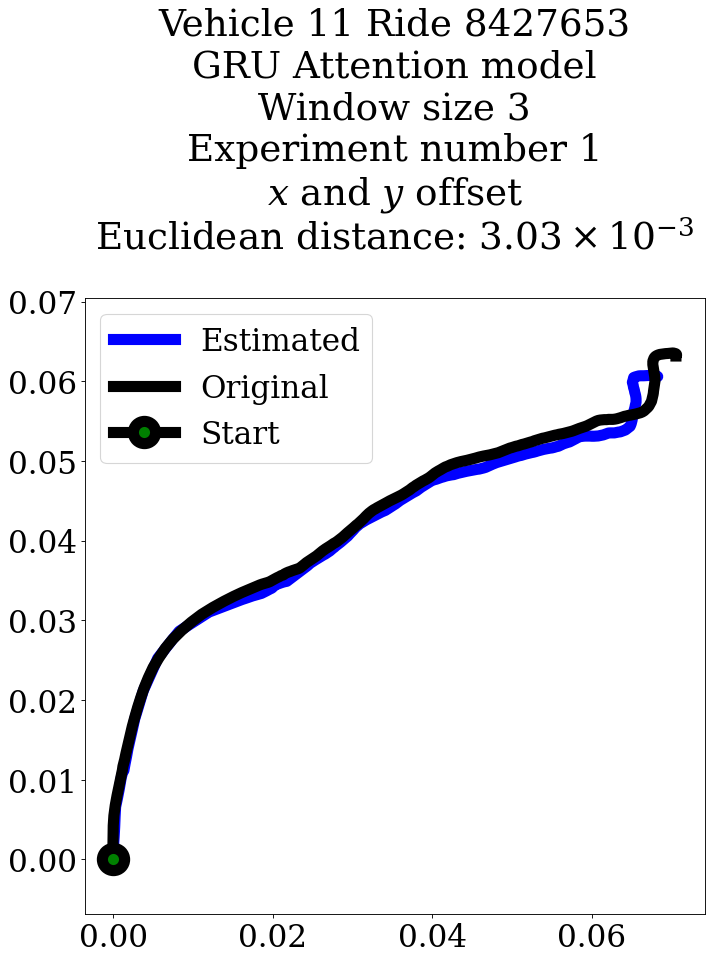 Vehicle 11 Ride 8427653
GRU Attention model
Window size 3
Experiment number 1
x and y offset
Euclidean distance: 3.03 × 10⁻³
0.07
0.06
0.05
0.04
0.03
0.02
0.01
0.00
Estimated
Original
Start
0.00 0.02 0.04 0.06